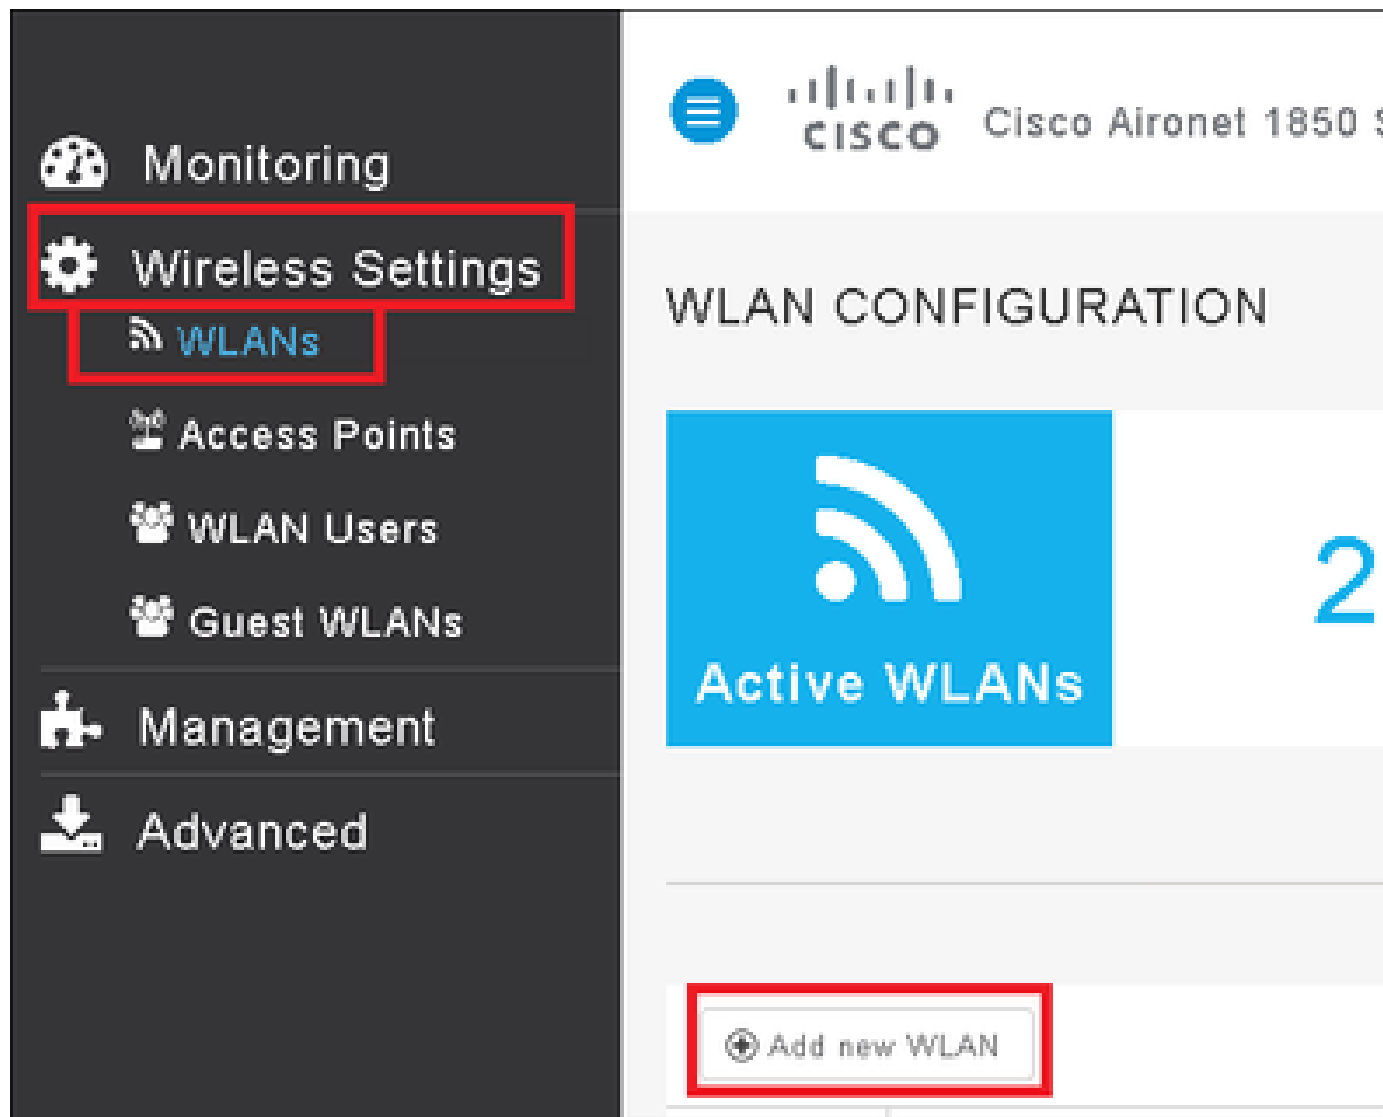 Monitoring
Wireless Settings
WLANs
Access Points
WLAN Users
Guest WLANs
Management
Advanced
CISCO
Cisco Aironet 1850 S
WLAN CONFIGURATION
Active WLANs
2
Add new WLAN